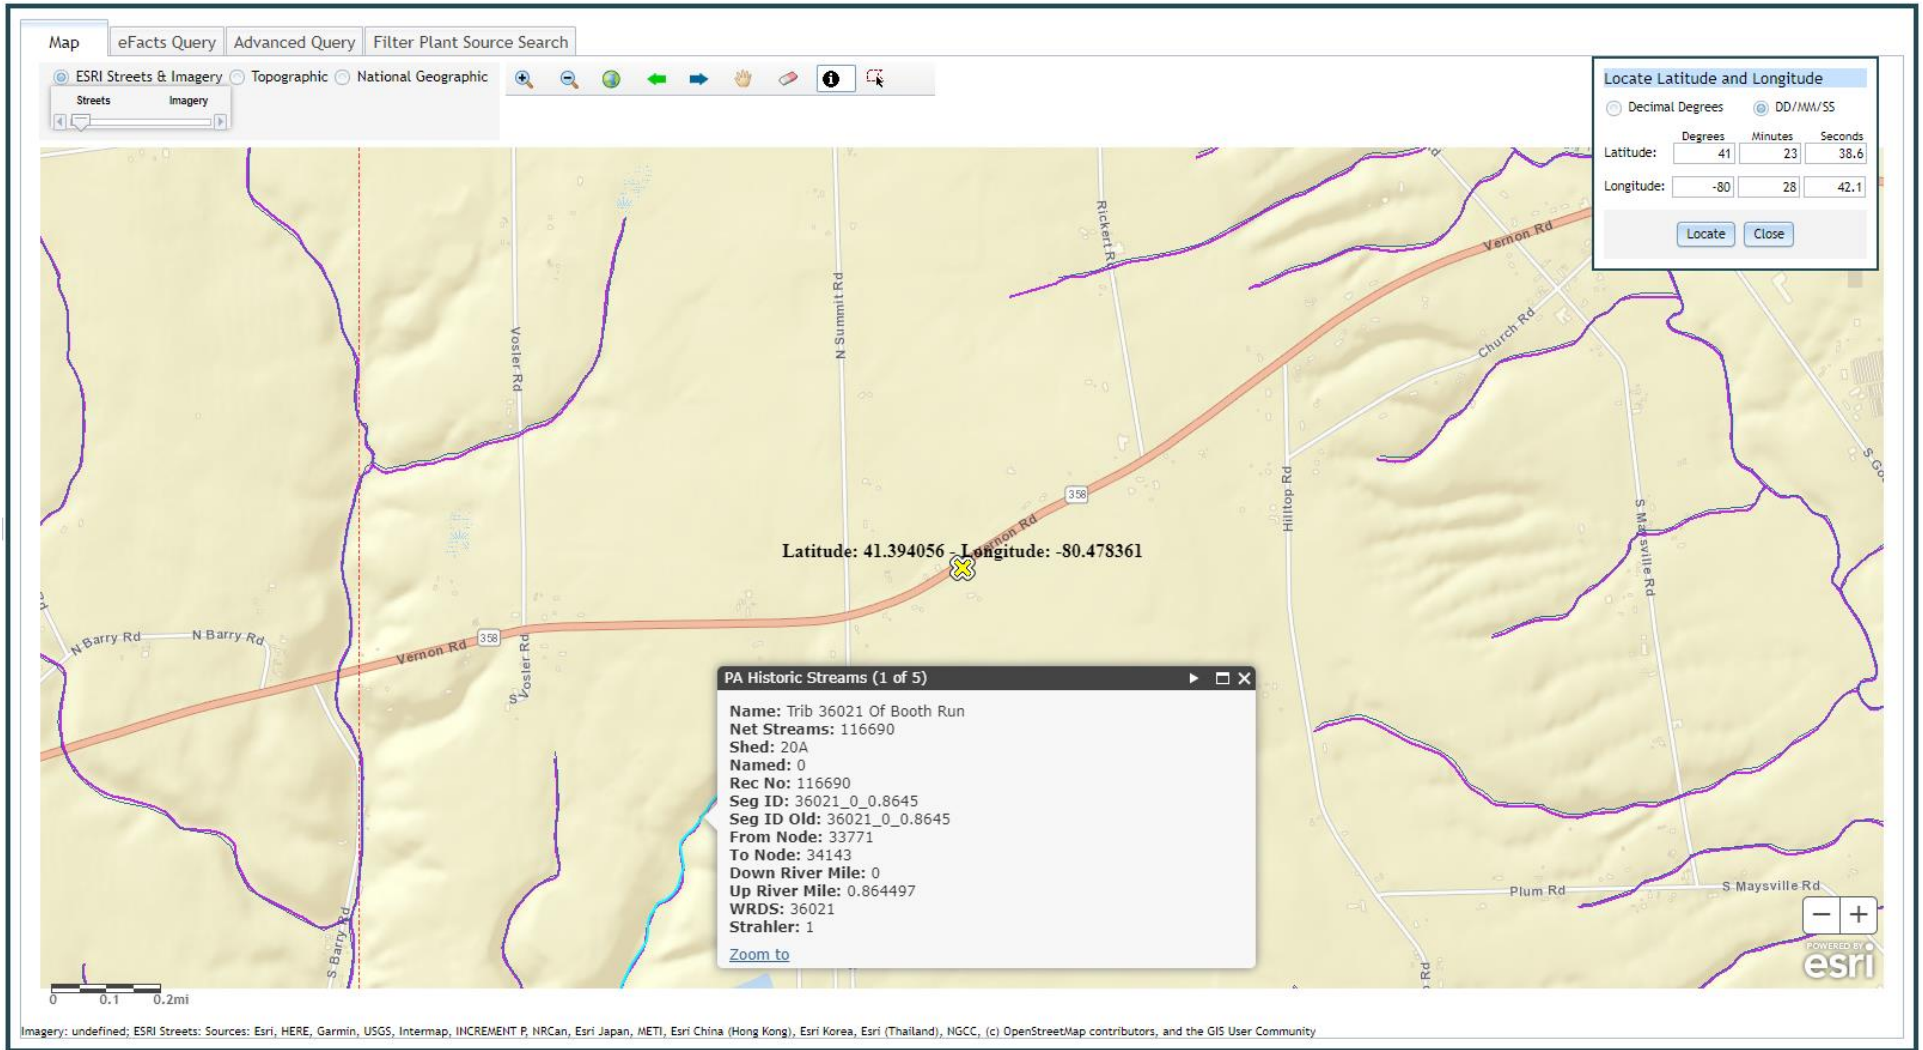 Map eFacts Query Advanced Query Filter Plant Source Search
ESRI Streets & Imagery Topographic National Geographic
Streets Imagery
Locate Latitude and Longitude
Decimal Degrees DD/MM/SS
Degrees Minutes Seconds
Latitude: 41 23 38.6
Longitude: -80 28 42.1
Locate Close
Rickert Rd
Vernon Rd
N Summit Rd
Vosler Rd
Church Rd
Hilltop Rd
S Maysville Rd
358
Vernon Rd
Latitude: 41.394056 - Longitude: -80.478361
N Barry Rd
N Barry Rd
Vernon Rd
358
S Vosler Rd
PA Historic Streams (1 of 5)
Name: Trib 36021 Of Booth Run
Net Streams: 116690
Shed: 20A
Named: 0
Rec No: 116690
Seg ID: 36021_0_0.8645
Seg ID Old: 36021_0_0.8645
From Node: 33771
To Node: 34143
Down River Mile: 0
Up River Mile: 0.864497
WRDS: 36021
Strahler: 1
Zoom to
Plum Rd
S Maysville Rd
S Barry Rd
Rd
POWERED BY
esri
0 0.1 0.2mi
Imagery: undefined; ESRI Streets: Sources: Esri, HERE, Garmin, USGS, Intermap, INCREMENT P, NRCan, Esri Japan, METI, Esri China (Hong Kong), Esri Korea, Esri (Thailand), NGCC, (c) OpenStreetMap contributors, and the GIS User Community